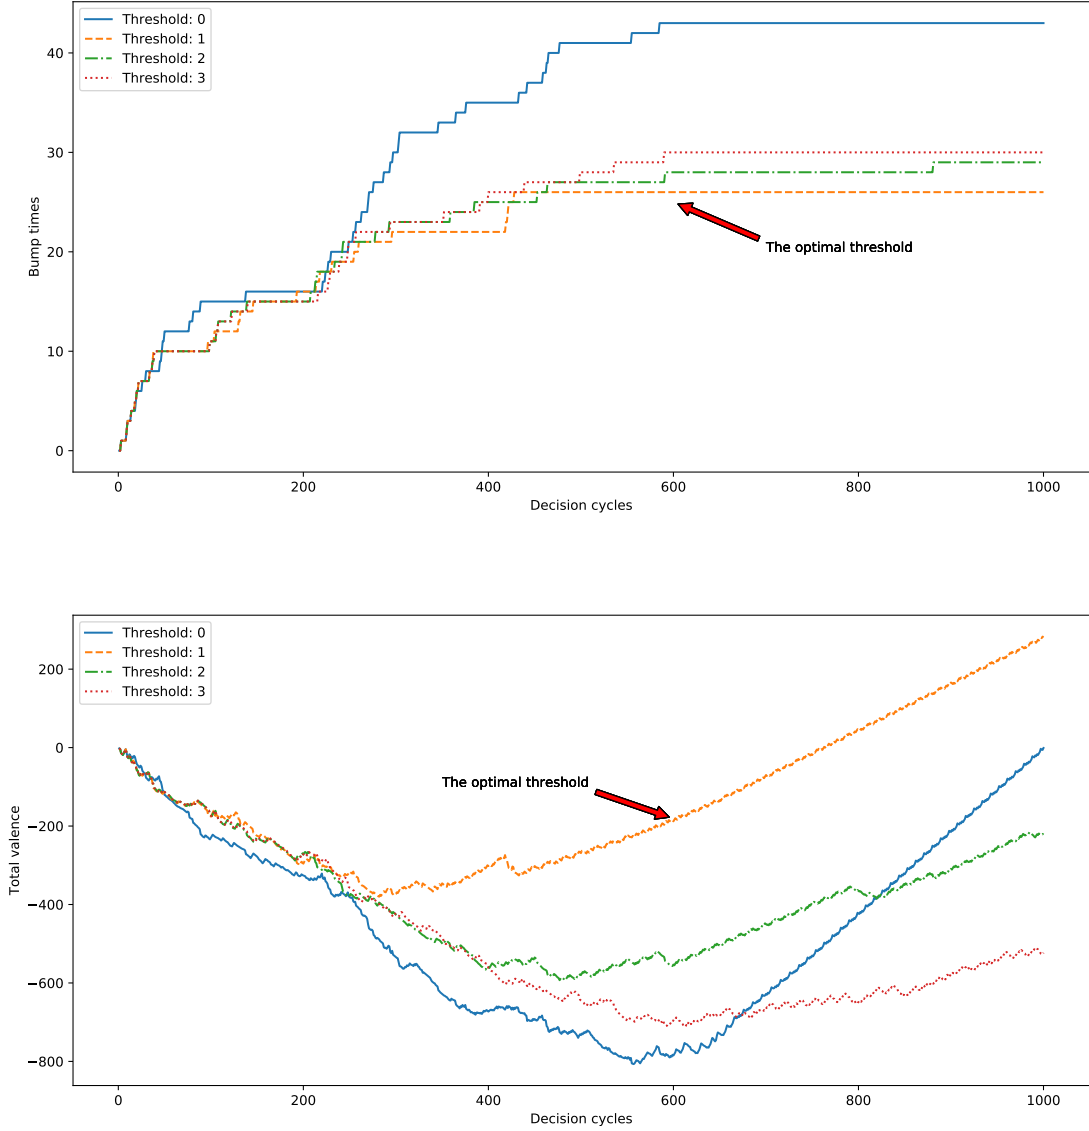 Threshold: 0
Threshold: 1
Threshold: 2
Threshold: 3
40
30
20
10
0
Bump times
The optimal threshold
0 200 400 600 800 1000
Decision cycles
Threshold: 0
Threshold: 1
Threshold: 2
Threshold: 3
200
0
−200
−400
−600
−800
Total valence
The optimal threshold
0 200 400 600 800 1000
Decision cycles